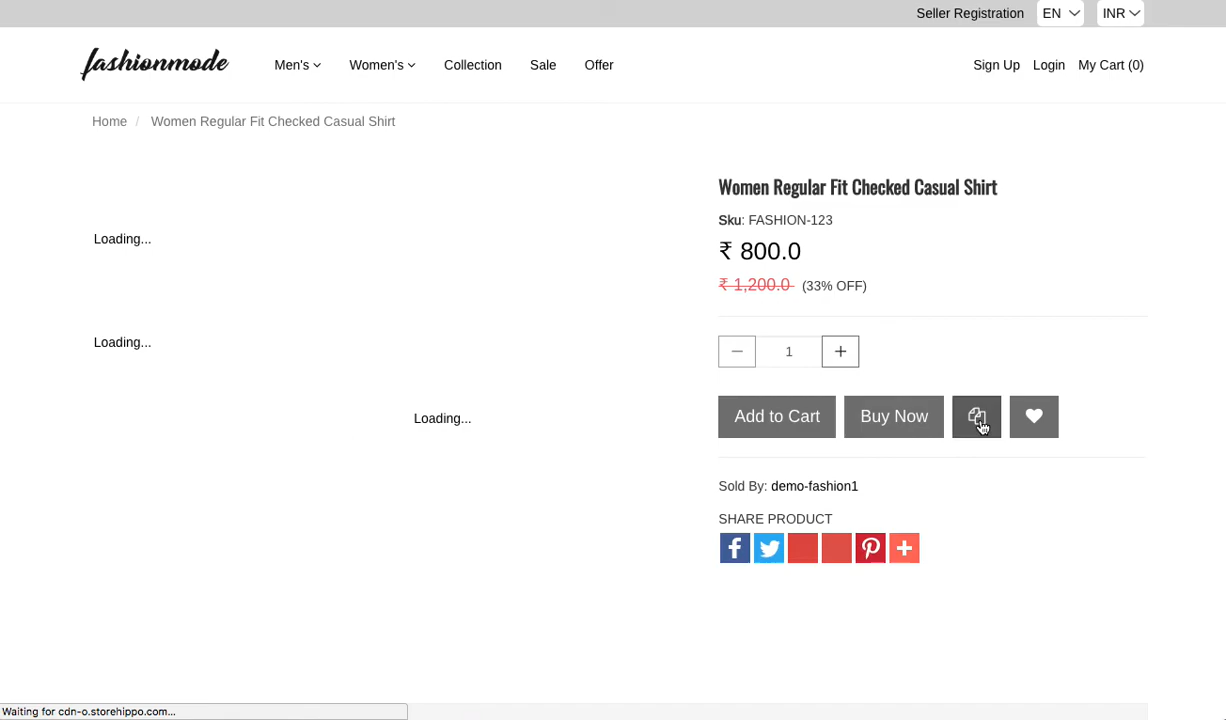 Seller Registration EN INR
fashionmode Men's Women's Collection Sale Offer Sign Up Login My Cart (0)
Home / Women Regular Fit Checked Casual Shirt
Women Regular Fit Checked Casual Shirt
Sku: FASHION-123
Loading...
₹ 800.0
₹ 1,200.0 (33% OFF)
Loading...
1
Add to Cart Buy Now
Loading...
Sold By: demo-fashion1
SHARE PRODUCT
Waiting for cdn-o.storehippo.com...